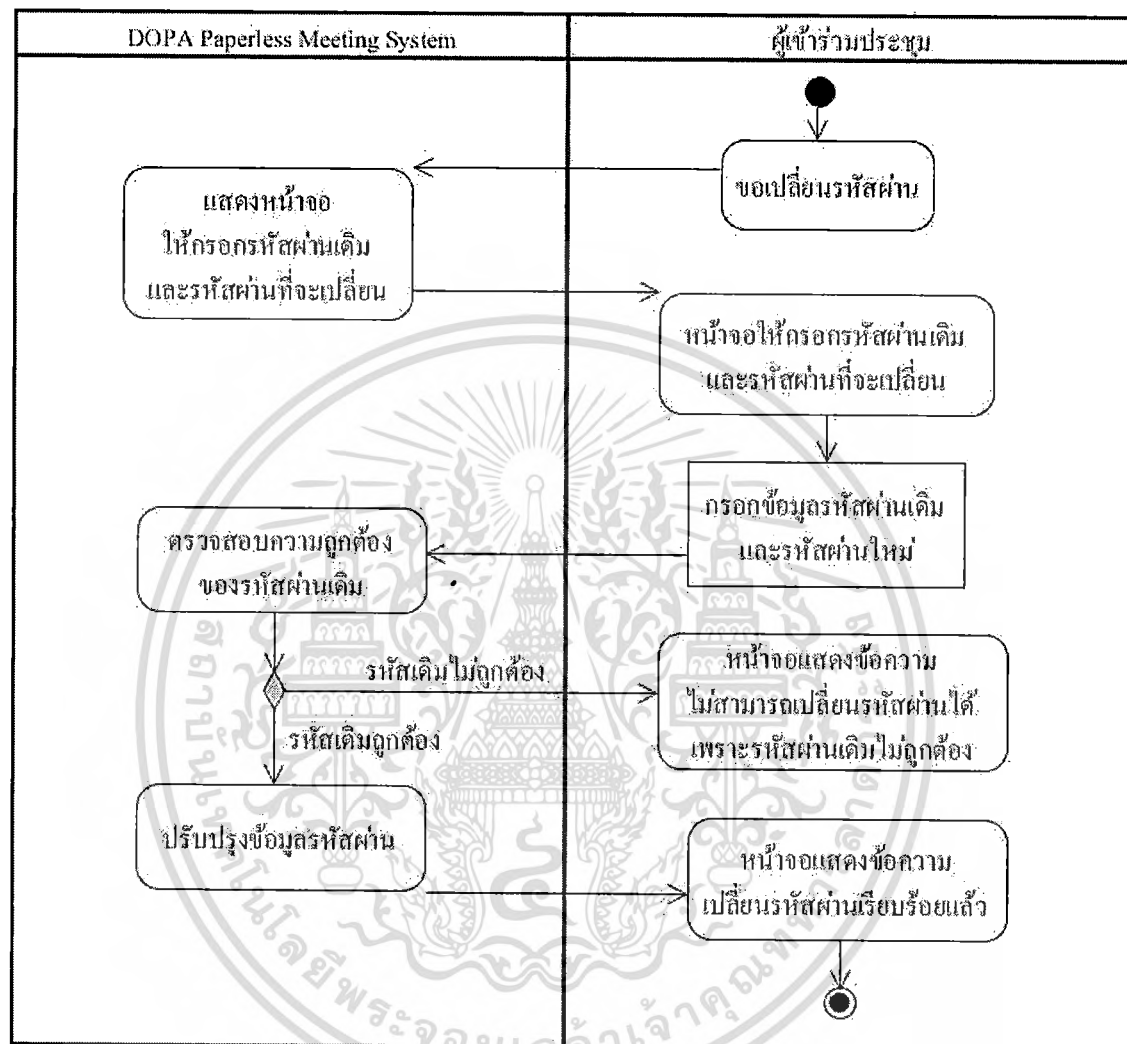 DOPA Paperless Meeting System
ผู้เข้าร่วมประชุม
ขอเปลี่ยนรหัสผ่าน
แสดงหน้าจอ
ให้กรอกรหัสผ่านเดิม
และรหัสผ่านที่จะเปลี่ยน
หน้าจอให้กรอกรหัสผ่านเดิม
และรหัสผ่านที่จะเปลี่ยน
กรอกข้อมูลรหัสผ่านเดิม
และรหัสผ่านใหม่
ตรวจสอบความถูกต้อง
ของรหัสผ่านเดิม
รหัสเดิมไม่ถูกต้อง
หน้าจอแสดงข้อความ
ไม่สามารถเปลี่ยนรหัสผ่านได้
เพราะรหัสผ่านเดิมไม่ถูกต้อง
รหัสเดิมถูกต้อง
ปรับปรุงข้อมูลรหัสผ่าน
หน้าจอแสดงข้อความ
เปลี่ยนรหัสผ่านเรียบร้อยแล้ว